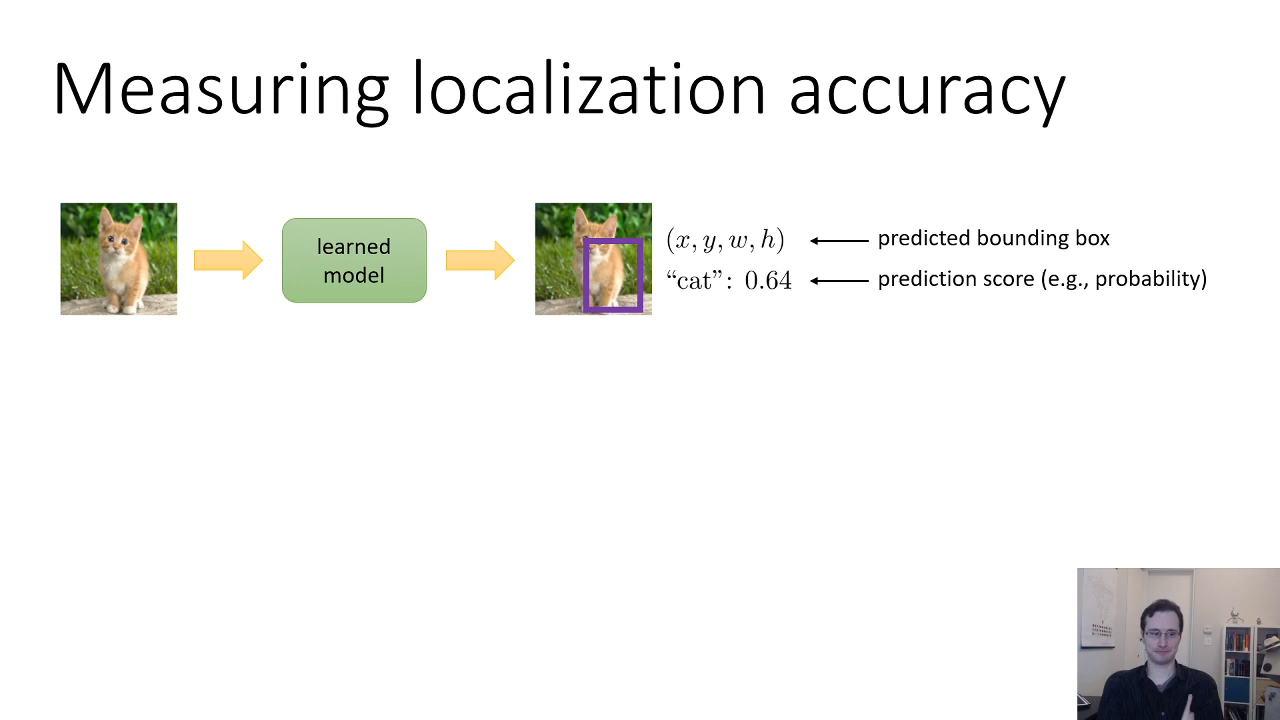 Measuring localization accuracy
learned
model
(x, y, w, h)
predicted bounding box
“cat”: 0.64
prediction score (e.g., probability)